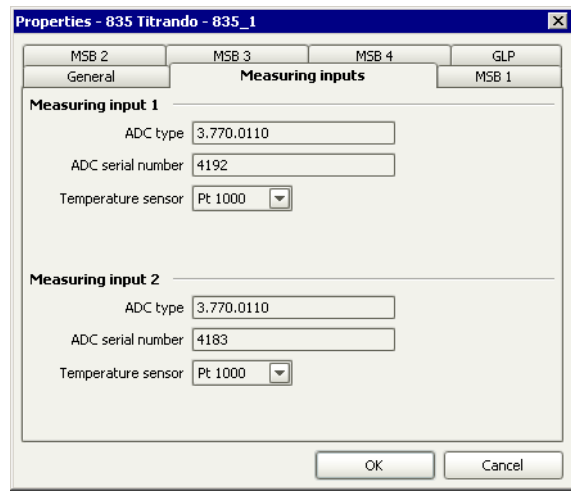 Properties - 835 Titrando - 835_1
MSB 2 MSB 3 MSB 4 GLP
General Measuring inputs MSB 1
Measuring input 1
ADC type 3.770.0110
ADC serial number 4192
Temperature sensor Pt 1000
Measuring input 2
ADC type 3.770.0110
ADC serial number 4183
Temperature sensor Pt 1000
OK Cancel